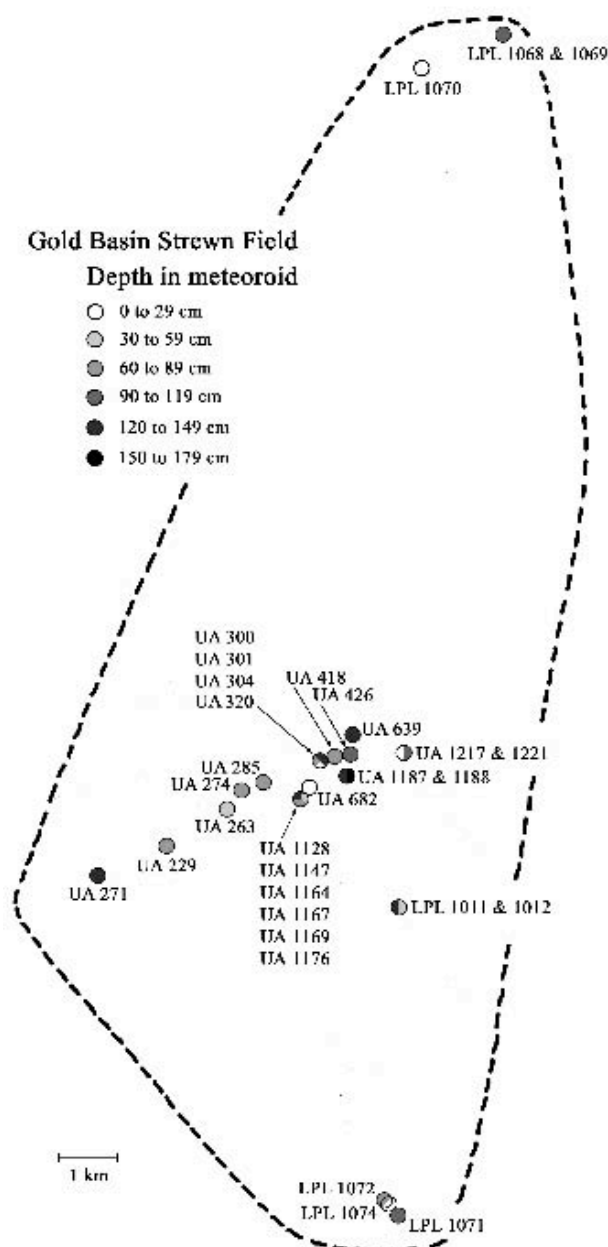 LPL 1068 & 1069
LPL 1070
Gold Basin Strewn Field
Depth in meteoroid
0 to 29 cm
30 to 59 cm
60 to 89 cm
90 to 119 cm
120 to 149 cm
150 to 179 cm
UA 300
UA 301
UA 304
UA 320
UA 418
UA 426
UA 639
UA 1217 & 1221
UA 1187 & 1188
UA 285
UA 274
UA 682
UA 263
UA 229
UA 271
UA 1128
UA 1147
UA 1164
UA 1167
UA 1169
UA 1176
LPL 1011 & 1012
1 km
LPL 1072
LPL 1074
LPL 1071